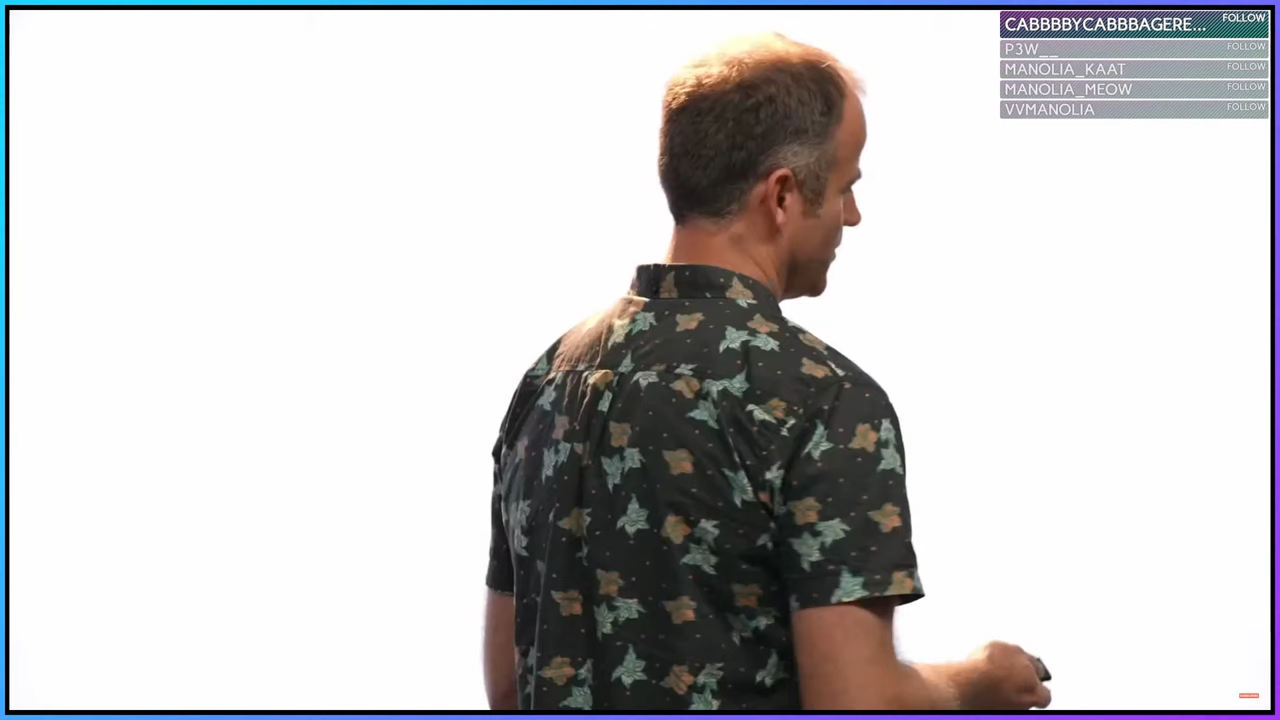 CABBBBYCABBBAGERE... FOLLOW
P3W__ FOLLOW
MANOLIA_KAAT FOLLOW
MANOLIA_MEOW FOLLOW
VVMANOLIA FOLLOW